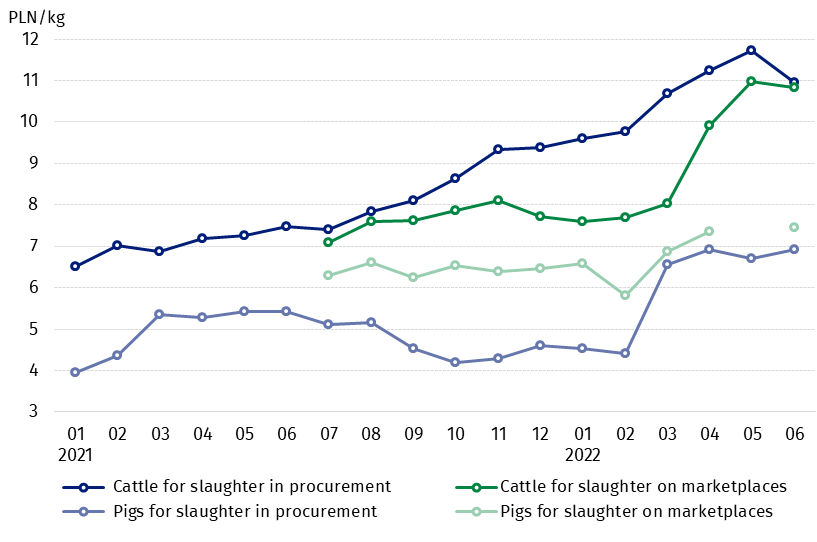 PLN/kg
12
11
10
9
8
7
6
5
4
3
01 02 03 04 05 06 07 08 09 10 11 12 01 02 03 04 05 06
2021 2022
Cattle for slaughter in procurement Cattle for slaughter on marketplaces
Pigs for slaughter in procurement Pigs for slaughter on marketplaces